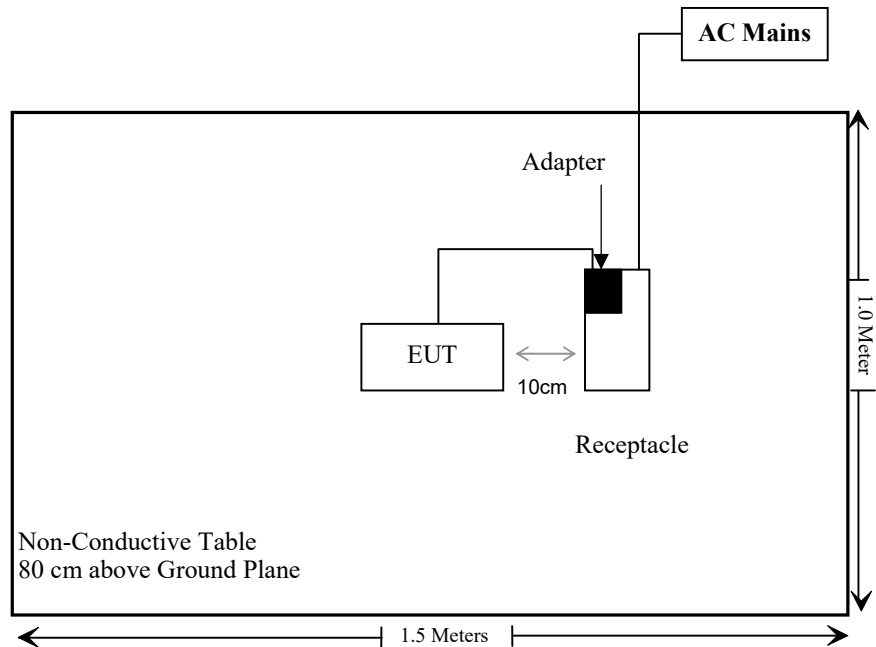 AC Mains
Adapter
EUT
10cm
Receptacle
1.0 Meter
Non-Conductive Table
80 cm above Ground Plane
1.5 Meters